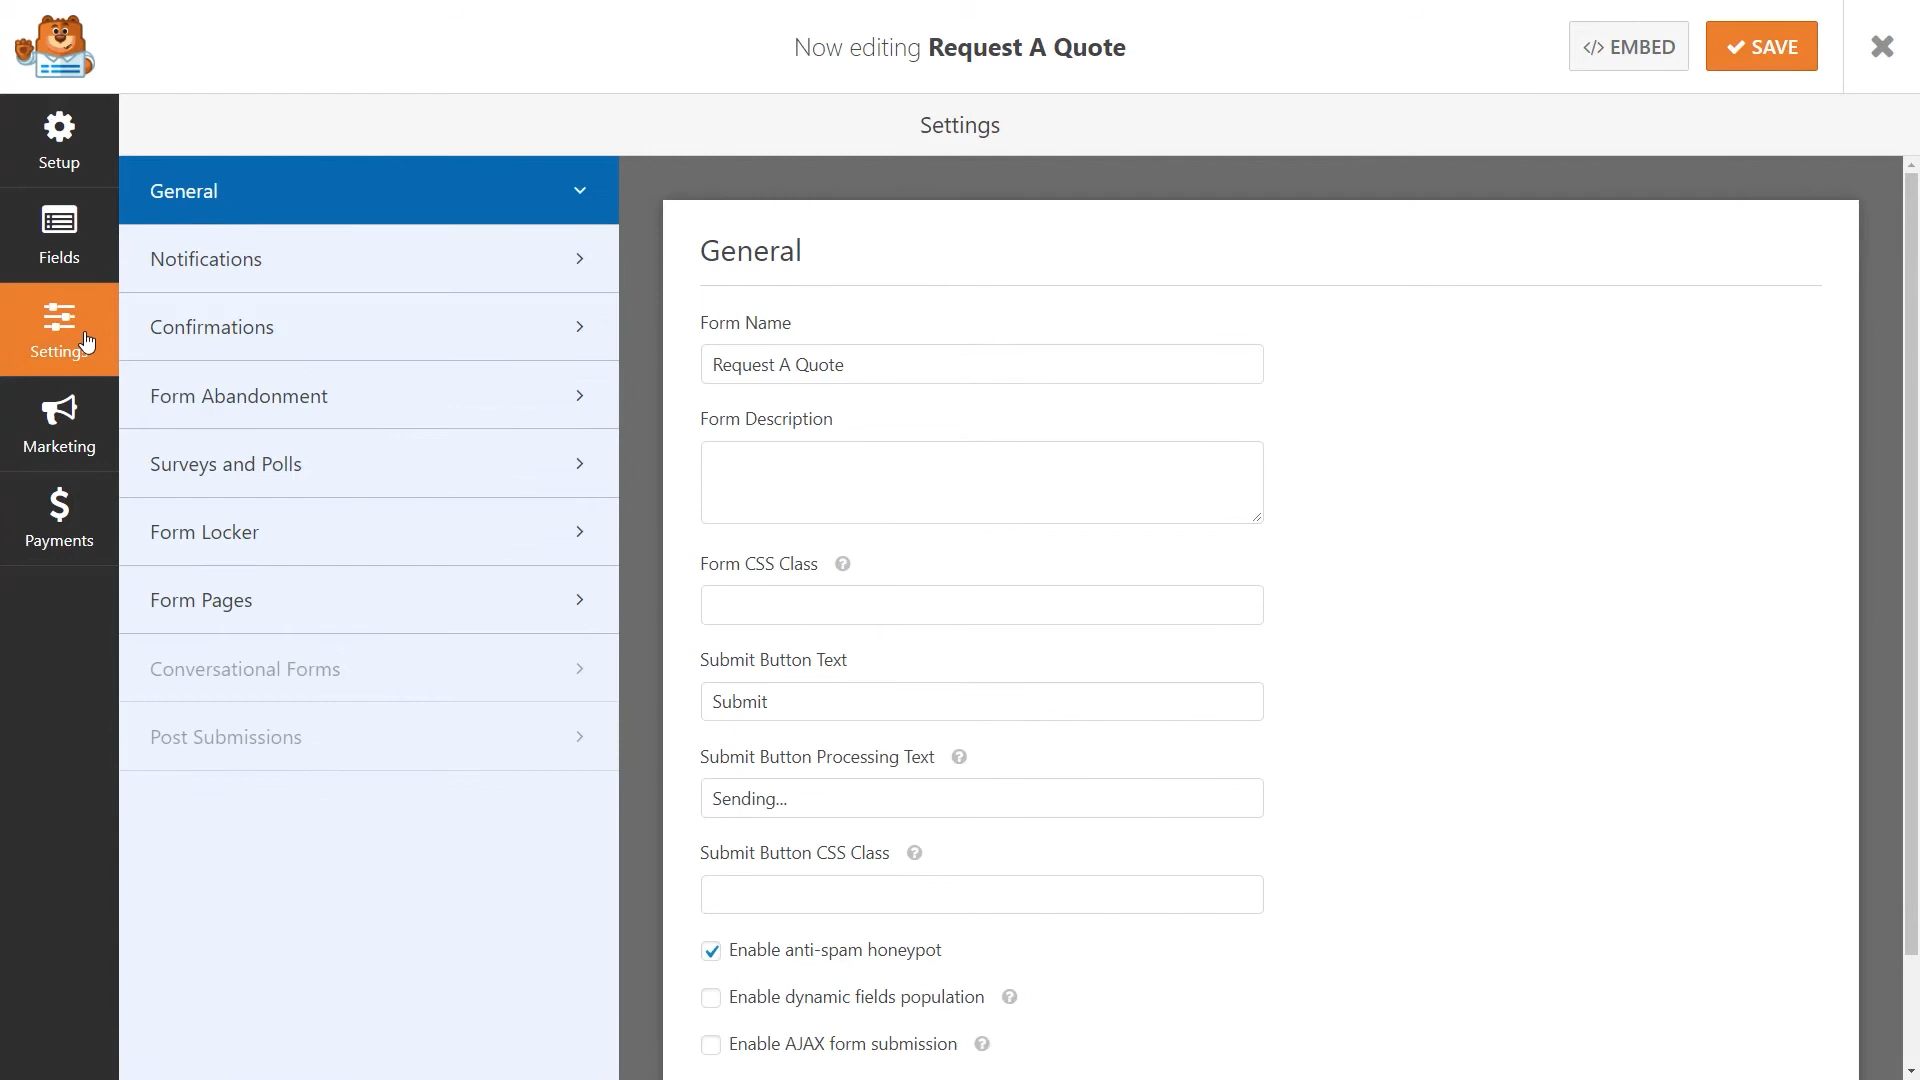 Now editing Request A Quote
</> EMBED
SAVE
Settings
Setup
Fields
Settings
Marketing
Payments
General
Notifications
Confirmations
Form Abandonment
Surveys and Polls
Form Locker
Form Pages
Conversational Forms
Post Submissions
General
Form Name
Request A Quote
Form Description
Form CSS Class
Submit Button Text
Submit
Submit Button Processing Text
Sending...
Submit Button CSS Class
Enable anti-spam honeypot
Enable dynamic fields population
Enable AJAX form submission